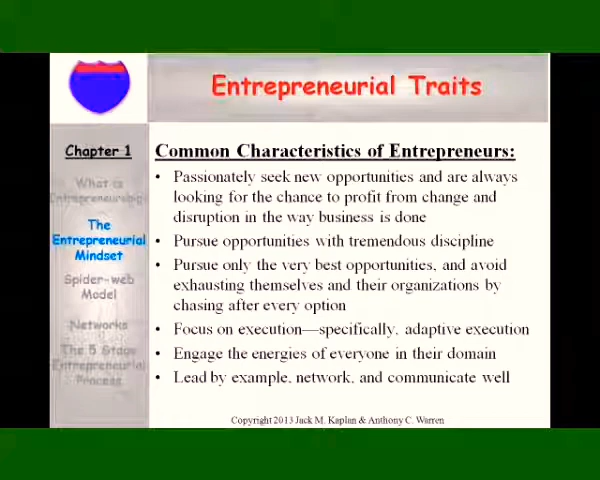 Entrepreneurial Traits
Chapter 1
What is
Entrepreneurship
The
Entrepreneurial
Mindset
Spider-web
Model
Networks
The 5 Stage
Entrepreneurial
Process
Common Characteristics of Entrepreneurs:
• Passionately seek new opportunities and are always
looking for the chance to profit from change and
disruption in the way business is done
• Pursue opportunities with tremendous discipline
• Pursue only the very best opportunities, and avoid
exhausting themselves and their organizations by
chasing after every option
• Focus on execution—specifically, adaptive execution
• Engage the energies of everyone in their domain
• Lead by example, network, and communicate well
Copyright 2013 Jack M. Kaplan & Anthony C. Warren